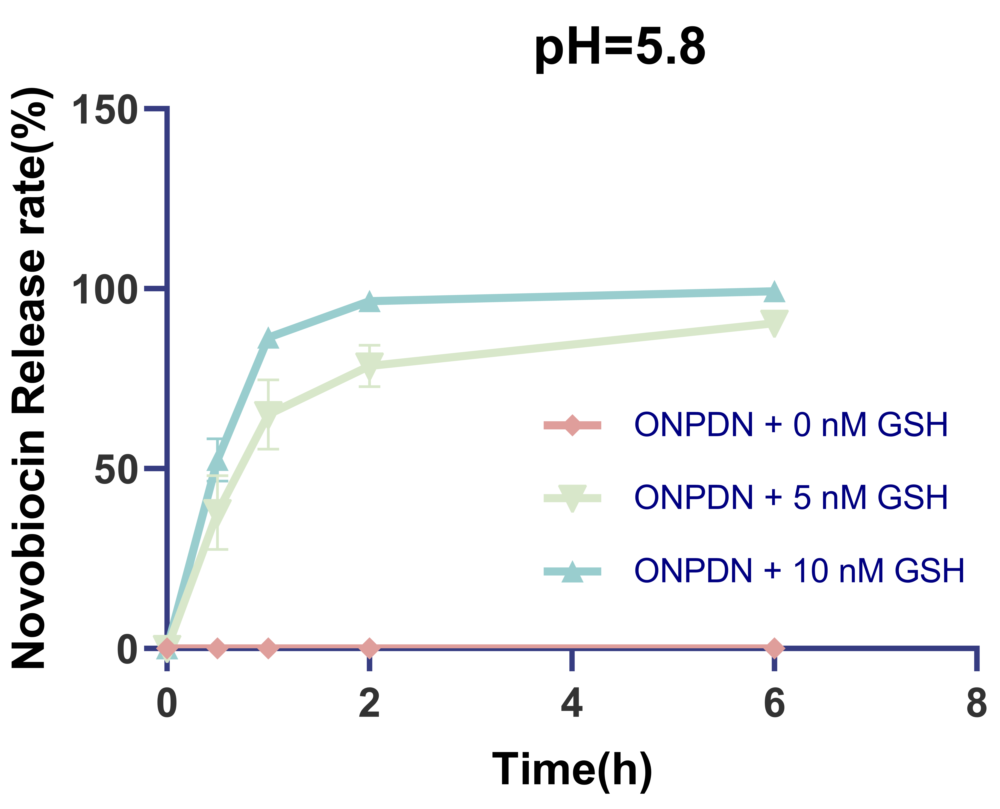 pH=5.8
Novobiocin Release rate(%)
150
100
50
0
ONPDN + 0 nM GSH
ONPDN + 5 nM GSH
ONPDN + 10 nM GSH
0 2 4 6 8
Time(h)